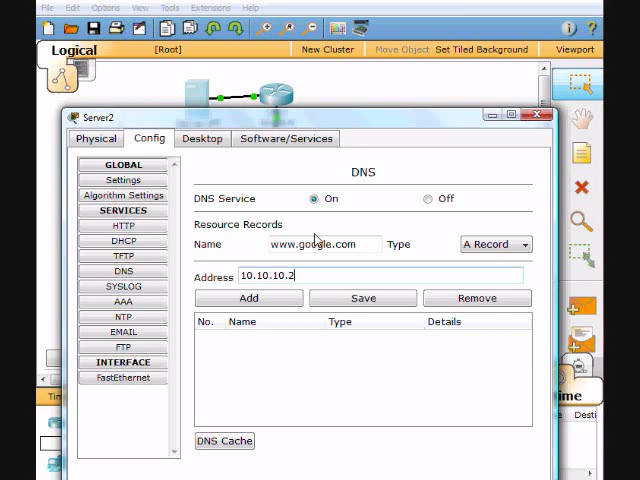 File Edit Options View Tools Extensions Help
Logical [Root] New Cluster Move Object Set Tiled Background Viewport
Server2
Physical Config Desktop Software/Services
GLOBAL
Settings
Algorithm Settings
SERVICES
HTTP
DHCP
TFTP
DNS
SYSLOG
AAA
NTP
EMAIL
FTP
INTERFACE
FastEthernet
DNS
DNS Service On Off
Resource Records
Name www.google.com Type A Record
Address 10.10.10.2
Add Save Remove
No. Name Type Details
DNS Cache